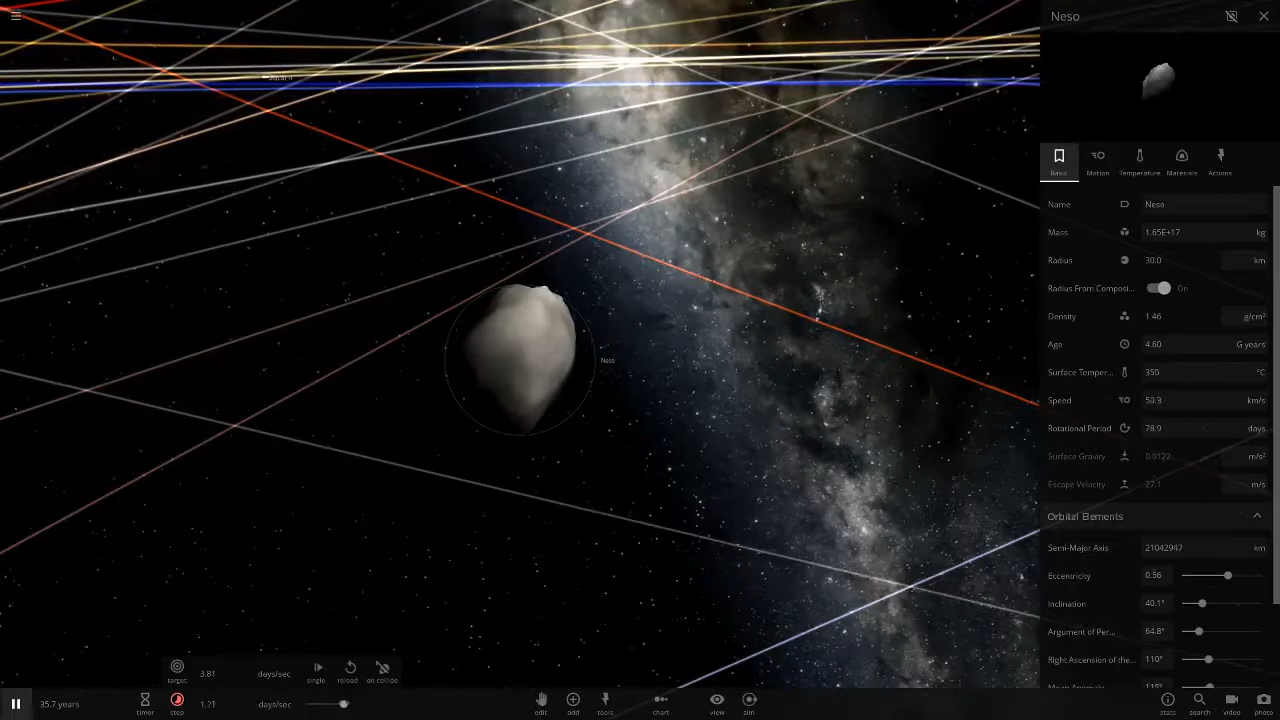 Neso
Saturn
Basic
Motion
Temperature
Materials
Actions
Name Neso
Mass 1.65E+17 kg
Radius 30.0 km
Radius From Composi... On
Density 1.46 g/cm³
Age 4.60 G years
Surface Temper... 350 °C
Speed km/s
Rotational Period 78.9 days
Surface Gravity 0.0122 m/s²
Escape Velocity 27.1 m/s
Orbital Elements
Semi-Major Axis km
Eccentricity 0.56
Inclination 40.1°
Argument of Per... 64.8°
Right Ascension of the... 110°
Mean Anomaly
Neso
target
3.81 days/sec
single
reload
on collide
35.7 years
timer
step
days/sec
edit
add
tools
chart
view
sim
stats
search
video
photo